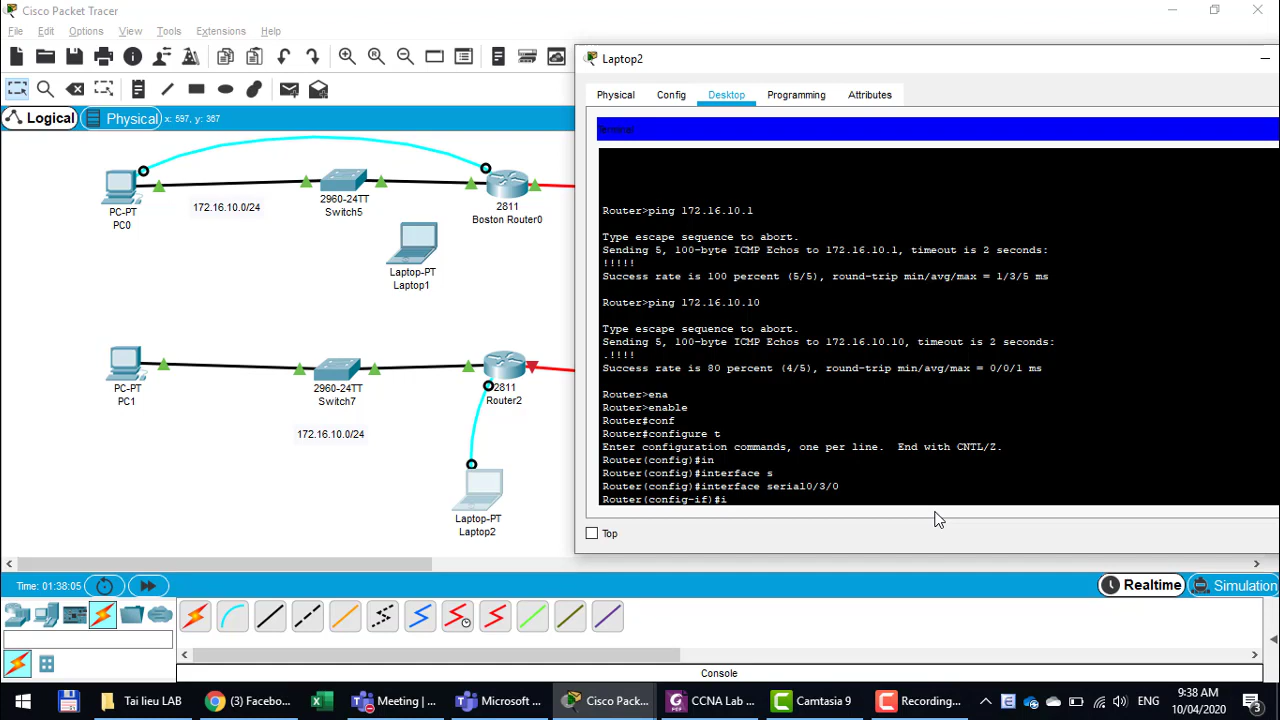 Cisco Packet Tracer
File Edit Options View Tools Extensions Help
Logical Physical x: 597, y: 367
PC-PT
PC0
172.16.10.0/24
2960-24TT
Switch5
2811
Boston Router0
Laptop-PT
Laptop1
PC-PT
PC1
2960-24TT
Switch7
2811
Router2
172.16.10.0/24
Laptop-PT
Laptop2
Laptop2
Physical Config Desktop Programming Attributes
Terminal
Router>ping 172.16.10.1
Type escape sequence to abort.
Sending 5, 100-byte ICMP Echos to 172.16.10.1, timeout is 2 seconds:
!!!!!
Success rate is 100 percent (5/5), round-trip min/avg/max = 1/3/5 ms
Router>ping 172.16.10.10
Type escape sequence to abort.
Sending 5, 100-byte ICMP Echos to 172.16.10.10, timeout is 2 seconds:
.!!!!
Success rate is 80 percent (4/5), round-trip min/avg/max = 0/0/1 ms
Router>ena
Router>enable
Router#conf
Router#configure t
Enter configuration commands, one per line.  End with CNTL/Z.
Router(config)#in
Router(config)#interface s
Router(config)#interface serial0/3/0
Router(config-if)#i
Top
Time: 01:38:05
Realtime Simulation
Console
Tai lieu LAB
(3) Facebo...
Meeting | ...
Microsoft ...
Cisco Pack...
CCNA Lab ...
Camtasia 9
Recording...
ENG
9:38 AM
10/04/2020
3